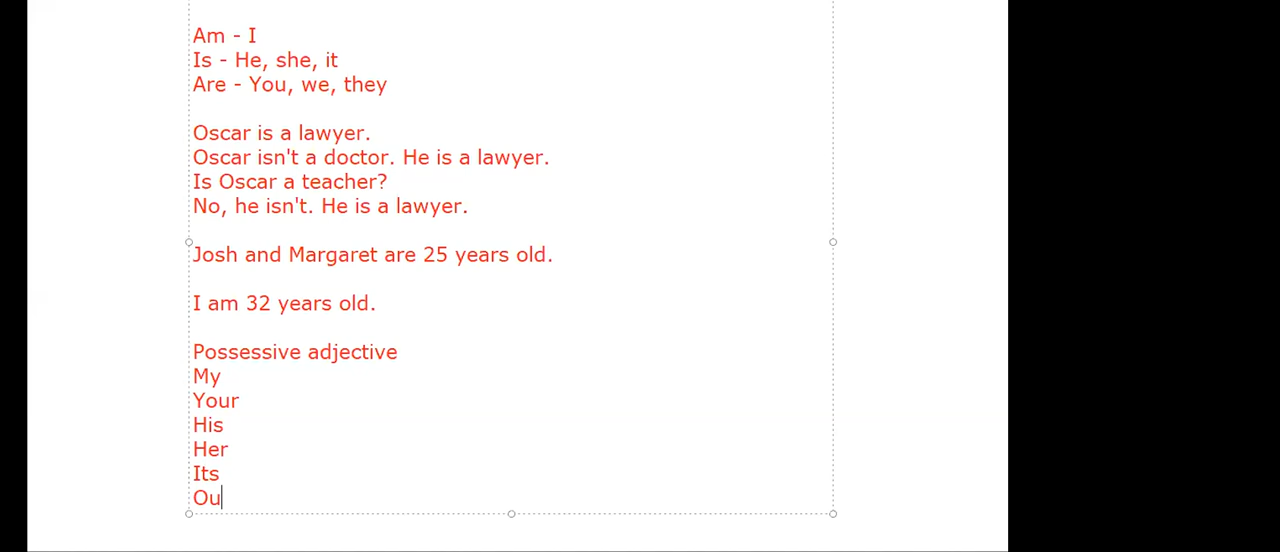 Am - I
Is - He, she, it
Are - You, we, they
Oscar is a lawyer.
Oscar isn't a doctor. He is a lawyer.
Is Oscar a teacher?
No, he isn't. He is a lawyer.
Josh and Margaret are 25 years old.
I am 32 years old.
Possessive adjective
My
Your
His
Her
Its
Ou